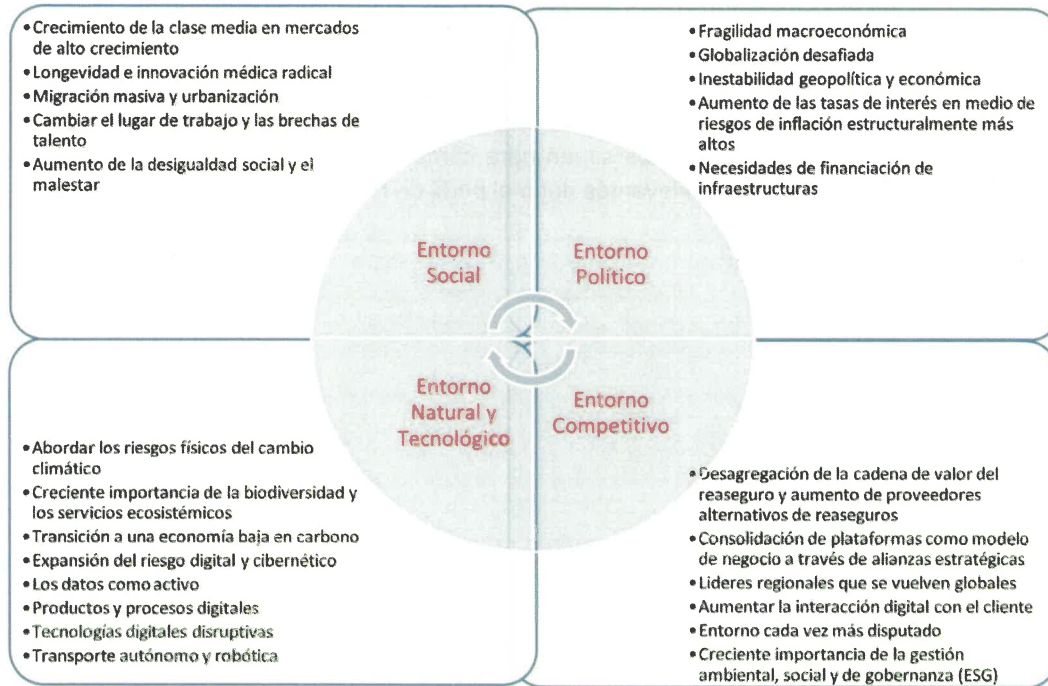 • Crecimiento de la clase media en mercados
de alto crecimiento
• Longevidad e innovación médica radical
• Migración masiva y urbanización
• Cambiar el lugar de trabajo y las brechas de
talento
• Aumento de la desigualdad social y el
malestar
• Fragilidad macroeconómica
• Globalización desafiada
• Inestabilidad geopolítica y económica
• Aumento de las tasas de interés en medio de
riesgos de inflación estructuralmente más
altos
• Necesidades de financiación de
infraestructuras
Entorno
Social
Entorno
Político
Entorno
Natural y
Tecnológico
Entorno
Competitivo
• Abordar los riesgos físicos del cambio
climático
• Creciente importancia de la biodiversidad y
los servicios ecosistémicos
• Transición a una economía baja en carbono
• Expansión del riesgo digital y cibernético
• Los datos como activo
• Productos y procesos digitales
• Tecnologías digitales disruptivas
• Transporte autónomo y robótica
• Desagregación de la cadena de valor del
reaseguro y aumento de proveedores
alternativos de reaseguros
• Consolidación de plataformas como modelo
de negocio a través de alianzas estratégicas
• Lideres regionales que se vuelven globales
• Aumentar la interacción digital con el cliente
• Entorno cada vez más disputado
• Creciente importancia de la gestión
ambiental, social y de gobernanza (ESG)